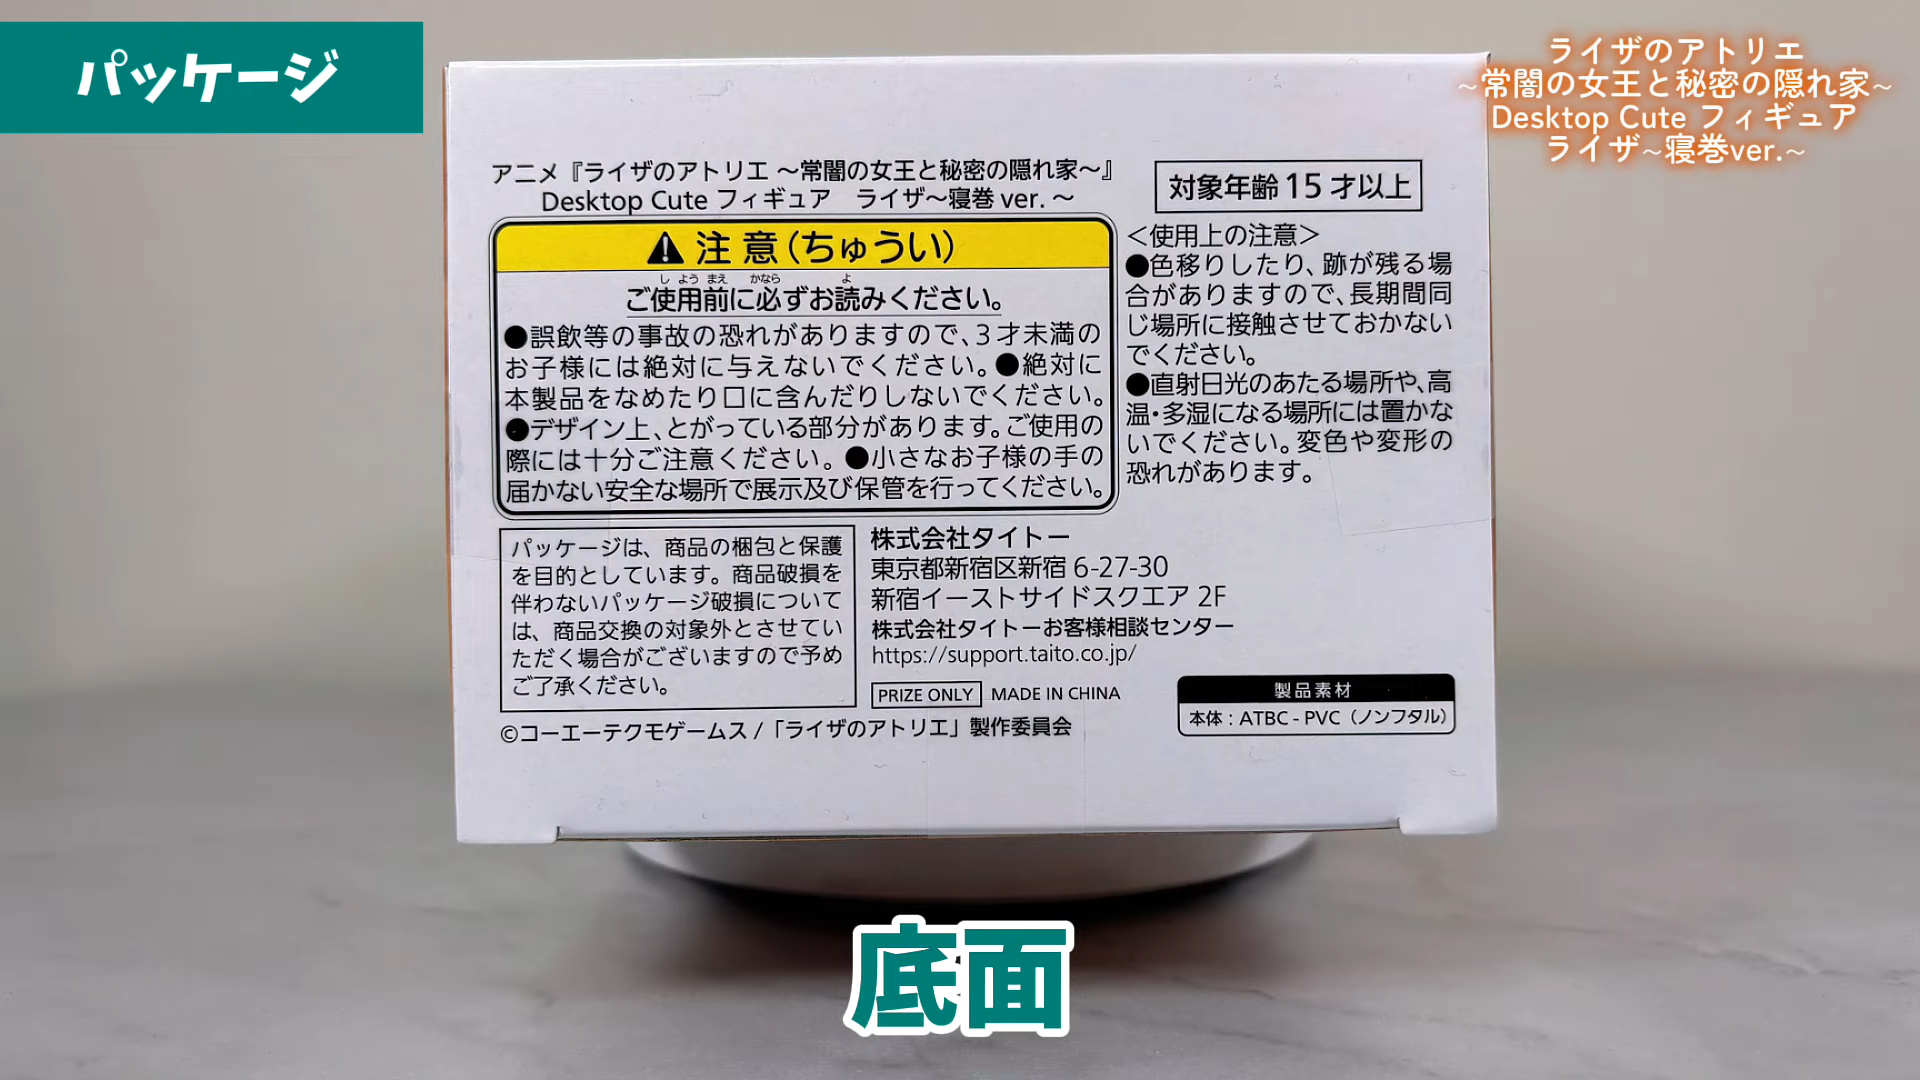 パッケージ
ライザのアトリエ
~常闇の女王と秘密の隠れ家~
Desktop Cute フィギュア
ライザ~寝巻ver.~
アニメ『ライザのアトリエ ～常闇の女王と秘密の隠れ家～』
Desktop Cute フィギュア　ライザ～寝巻 ver. ～
対象年齢 15 才以上
⚠ 注 意（ちゅうい）
し よう まえ かなら よ
ご使用前に必ずお読みください。
●誤飲等の事故の恐れがありますので、3 才未満の
お子様には絶対に与えないでください。●絶対に
本製品をなめたり口に含んだりしないでください。
●デザイン上、とがっている部分があります。ご使用の
際には十分ご注意ください。●小さなお子様の手の
届かない安全な場所で展示及び保管を行ってください。
＜使用上の注意＞
●色移りしたり、跡が残る場
合がありますので、長期間同
じ場所に接触させておかない
でください。
●直射日光のあたる場所や、高
温・多湿になる場所には置かな
いでください。変色や変形の
恐れがあります。
パッケージは、商品の梱包と保護
を目的としています。商品破損を
伴わないパッケージ破損について
は、商品交換の対象外とさせてい
ただく場合がございますので予め
ご了承ください。
株式会社タイトー
東京都新宿区新宿 6-27-30
新宿イーストサイドスクエア 2F
株式会社タイトーお客様相談センター
https://support.taito.co.jp/
PRIZE ONLY MADE IN CHINA
製品素材
本体：ATBC - PVC（ノンフタル）
©コーエーテクモゲームス /「ライザのアトリエ」製作委員会
底面